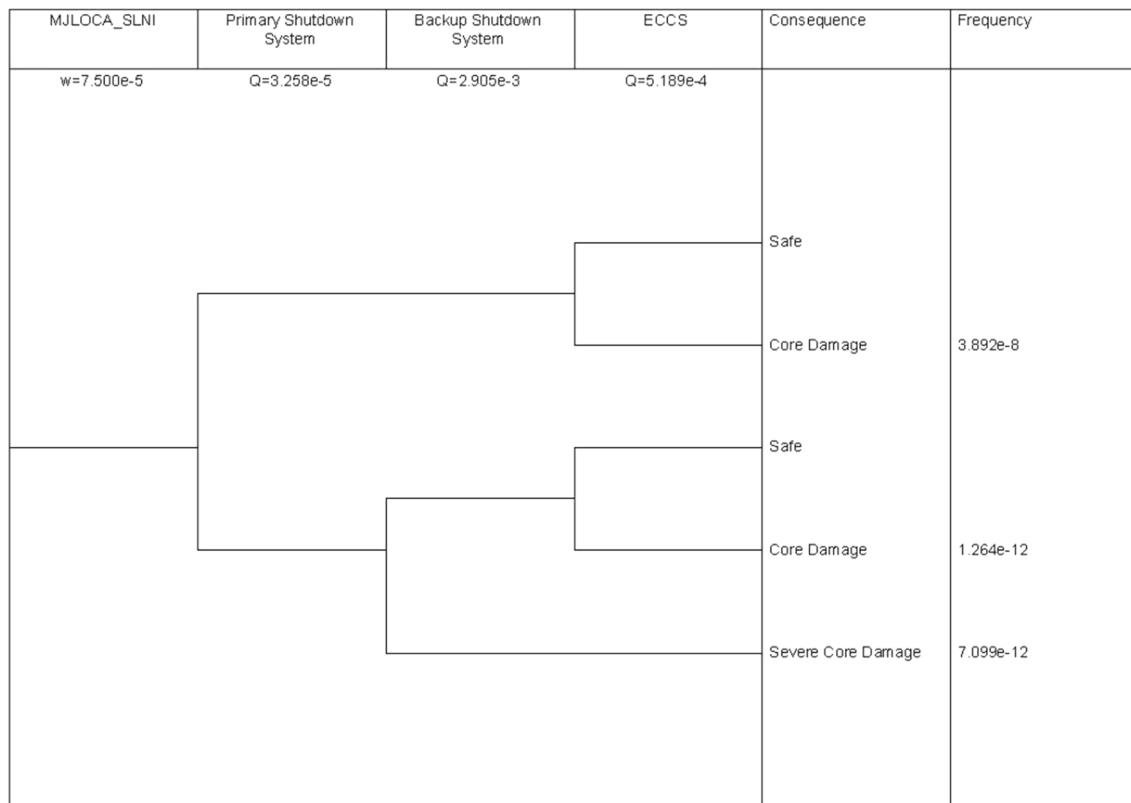 MJLOCA_SLNI
Primary Shutdown
System
Backup Shutdown
System
ECCS
Consequence
Frequency
w=7.500e-5
Q=3.258e-5
Q=2.905e-3
Q=5.189e-4
Safe
Core Damage
3.892e-8
Safe
Core Damage
1.264e-12
Severe Core Damage
7.099e-12